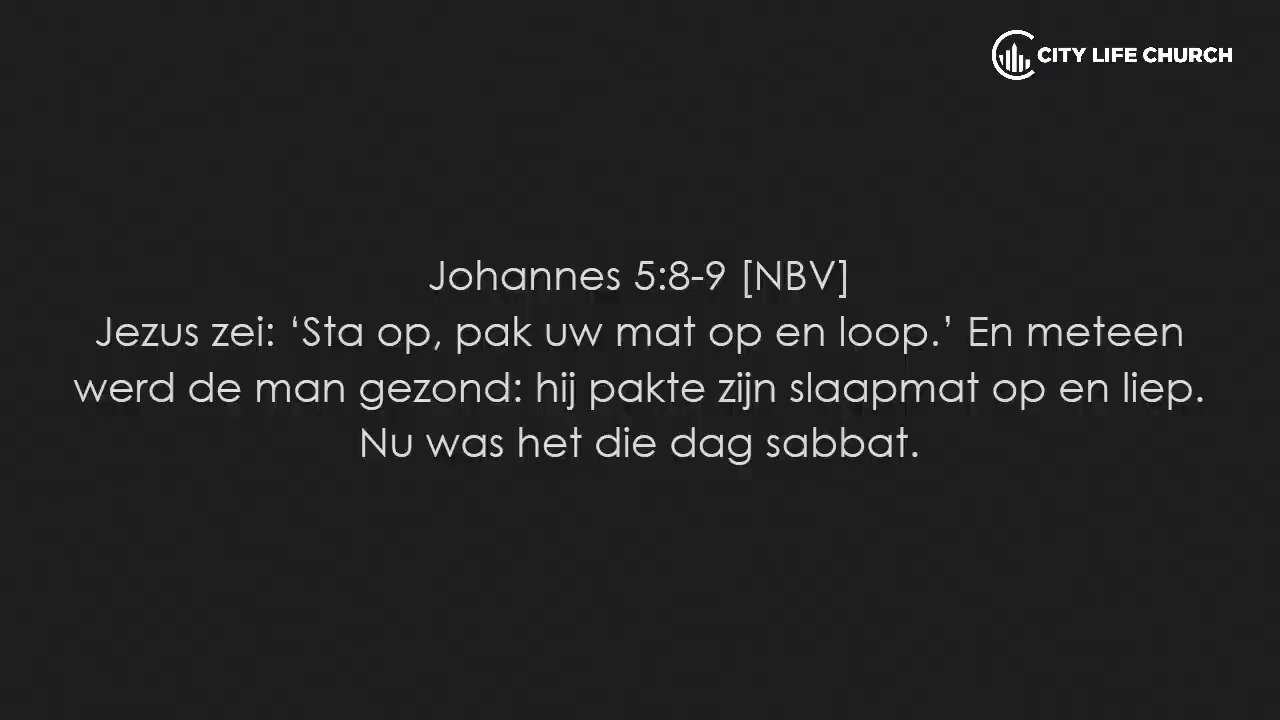 CITY LIFE CHURCH
Johannes 5:8-9 [NBV]
Jezus zei: ‘Sta op, pak uw mat op en loop.’ En meteen
werd de man gezond: hij pakte zijn slaapmat op en liep.
Nu was het die dag sabbat.